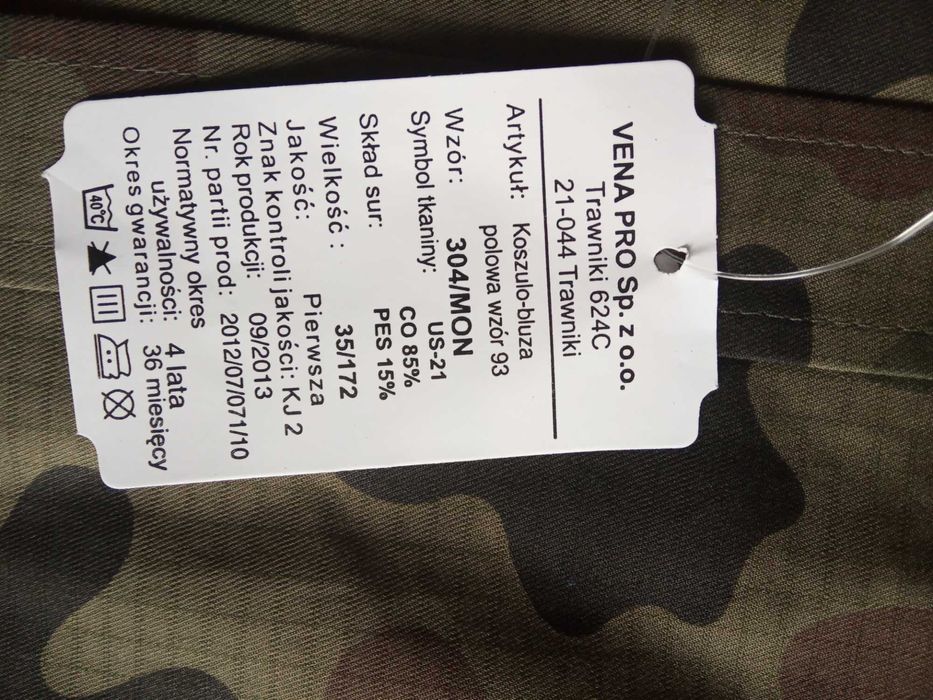 VENA PRO Sp. z o.o.
Trawniki 624C
21-044 Trawniki
Artykuł: Koszulo-bluza
polowa wzór 93
Wzór: 304/MON
Symbol tkaniny: US-21
Skład sur: CO 85%
PES 15%
Wielkość : 35/172
Jakość: Pierwsza
Znak kontroli jakości: KJ 2
Rok produkcji: 09/2013
Nr. partii prod: 2012/07/071/10
Normatywny okres
używalności: 4 lata
Okres gwarancji: 36 miesięcy
40°C